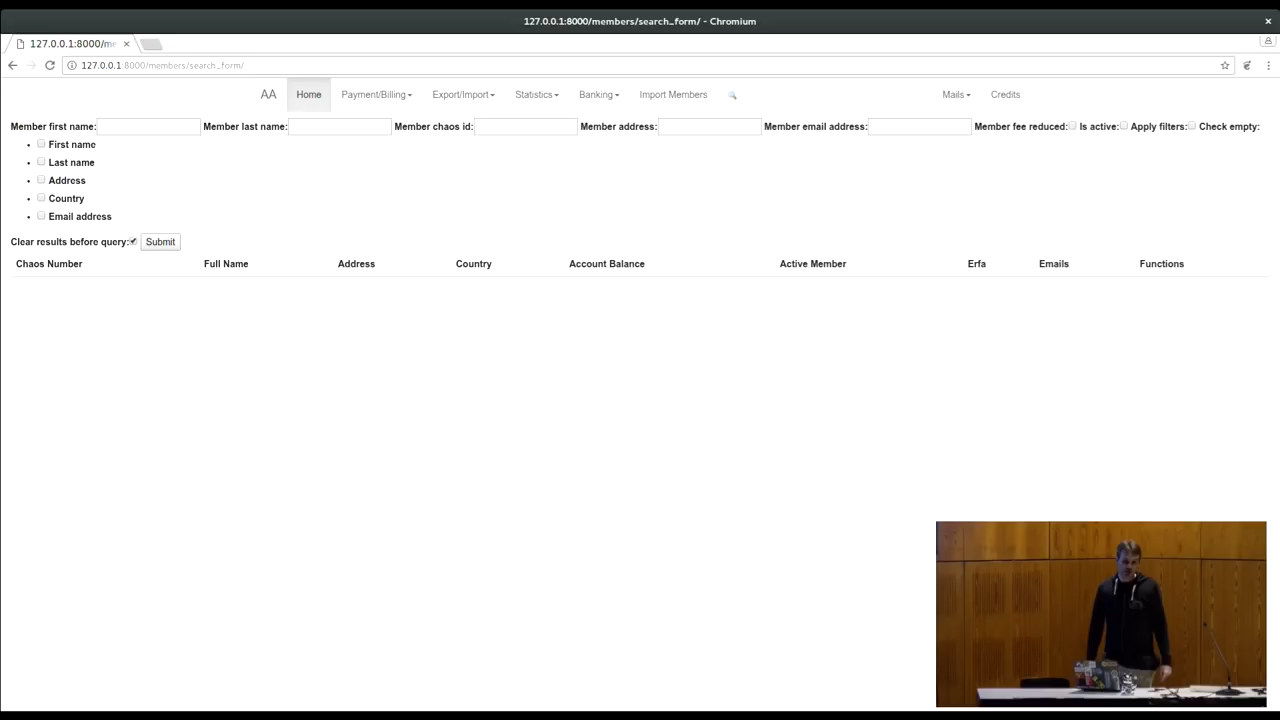 127.0.0.1:8000/members/search_form/ - Chromium
127.0.0.1:8000/me
127.0.0.1:8000/members/search_form/
AA Home Payment/Billing Export/Import Statistics Banking Import Members Mails Credits
Member first name: Member last name: Member chaos id: Member address: Member email address: Member fee reduced: Is active: Apply filters: Check empty:
First name
Last name
Address
Country
Email address
Clear results before query: Submit
Chaos Number Full Name Address Country Account Balance Active Member Erfa Emails Functions